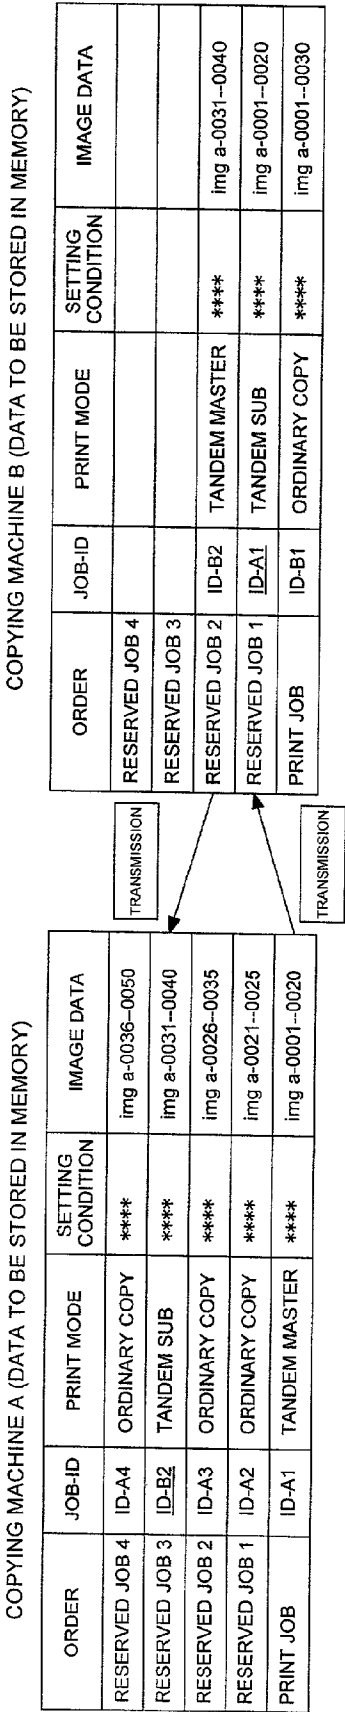 COPYING MACHINE A (DATA TO BE STORED IN MEMORY)
ORDER JOB-ID PRINT MODE SETTING CONDITION IMAGE DATA
RESERVED JOB 4 ID-A4 ORDINARY COPY **** img a-0036--0050
RESERVED JOB 3 ID-B2 TANDEM SUB **** img a-0031--0040
RESERVED JOB 2 ID-A3 ORDINARY COPY **** img a-0026--0035
RESERVED JOB 1 ID-A2 ORDINARY COPY **** img a-0021--0025
PRINT JOB ID-A1 TANDEM MASTER **** img a-0001--0020
TRANSMISSION
TRANSMISSION
COPYING MACHINE B (DATA TO BE STORED IN MEMORY)
ORDER JOB-ID PRINT MODE SETTING CONDITION IMAGE DATA
RESERVED JOB 4
RESERVED JOB 3
RESERVED JOB 2 ID-B2 TANDEM MASTER **** img a-0031--0040
RESERVED JOB 1 ID-A1 TANDEM SUB **** img a-0001--0020
PRINT JOB ID-B1 ORDINARY COPY **** img a-0001--0030